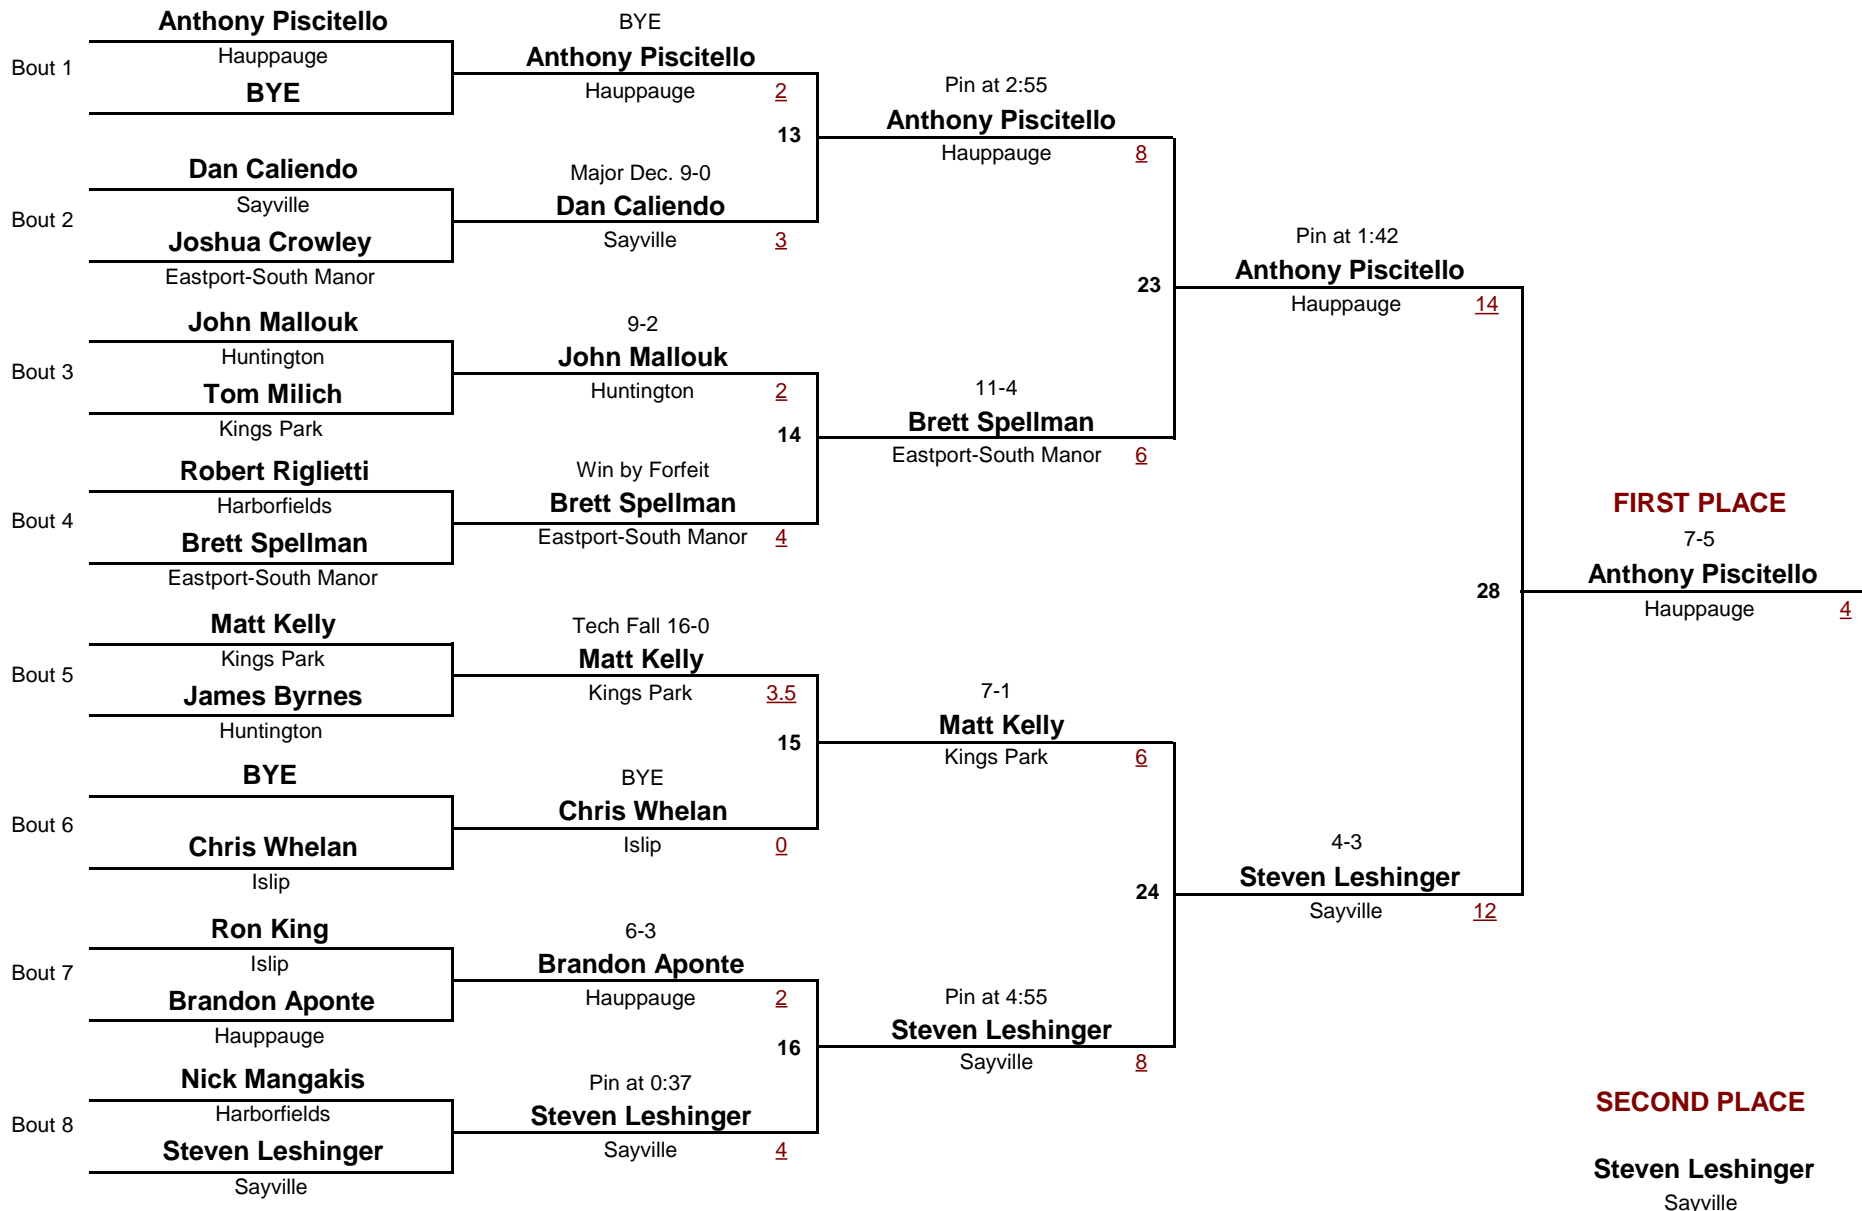 Bout 1
Anthony Piscitello
Hauppauge
BYE
Bout 2
Dan Caliendo
Sayville
Joshua Crowley
Eastport-South Manor
Bout 3
John Mallouk
Huntington
Tom Milich
Kings Park
Bout 4
Robert Riglietti
Harborfields
Brett Spellman
Eastport-South Manor
Bout 5
Matt Kelly
Kings Park
James Byrnes
Huntington
Bout 6
BYE
Chris Whelan
Islip
Bout 7
Ron King
Islip
Brandon Aponte
Hauppauge
Bout 8
Nick Mangakis
Harborfields
Steven Leshinger
Sayville
BYE
Anthony Piscitello
Hauppauge 2
13
Major Dec. 9-0
Dan Caliendo
Sayville 3
9-2
John Mallouk
Huntington 2
14
Win by Forfeit
Brett Spellman
Eastport-South Manor 4
Tech Fall 16-0
Matt Kelly
Kings Park 3.5
15
BYE
Chris Whelan
Islip 0
6-3
Brandon Aponte
Hauppauge 2
16
Pin at 0:37
Steven Leshinger
Sayville 4
Pin at 2:55
Anthony Piscitello
Hauppauge 8
23
11-4
Brett Spellman
Eastport-South Manor 6
7-1
Matt Kelly
Kings Park 6
24
Pin at 4:55
Steven Leshinger
Sayville 8
Pin at 1:42
Anthony Piscitello
Hauppauge 14
28
4-3
Steven Leshinger
Sayville 12
FIRST PLACE
7-5
Anthony Piscitello
Hauppauge 4
SECOND PLACE
Steven Leshinger
Sayville